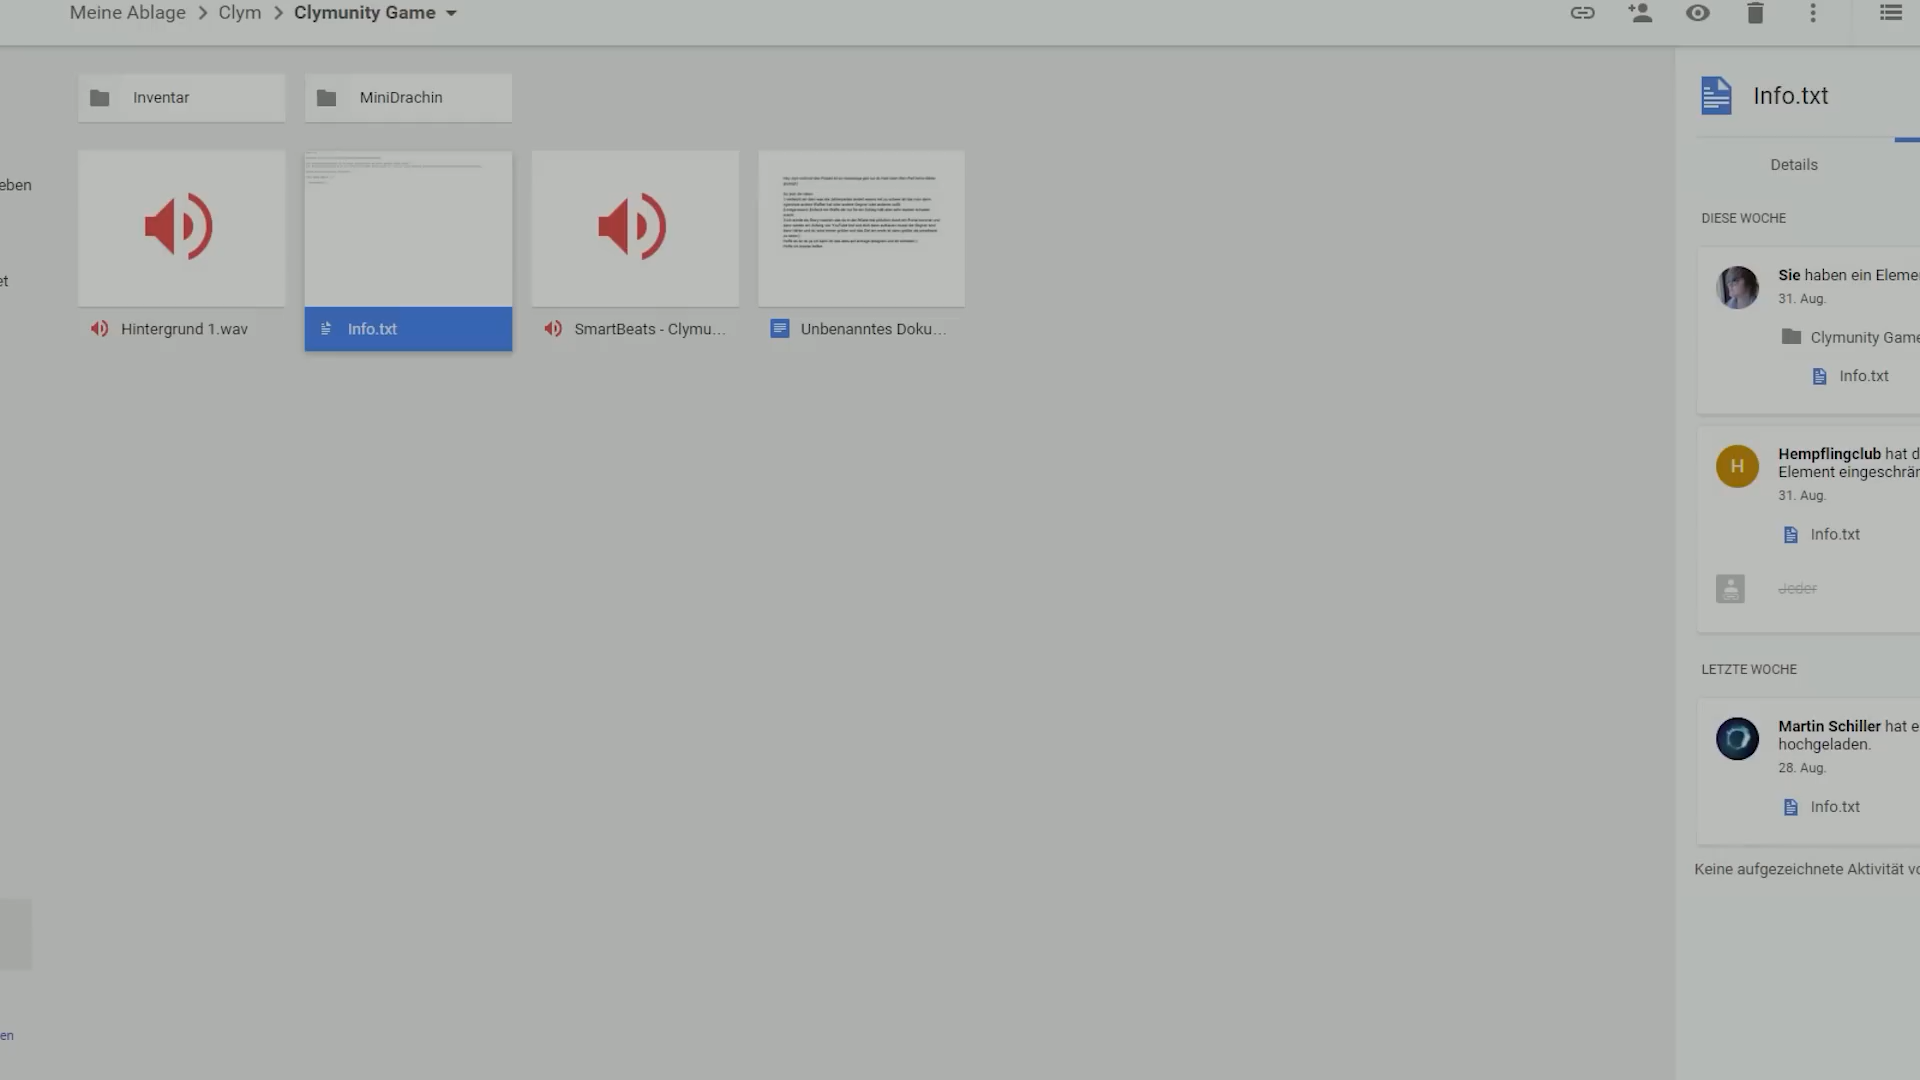 Meine Ablage > Clym > Clymunity Game
Inventar
MiniDrachin
eben
et
Hintergrund 1.wav
Info.txt
SmartBeats - Clymu...
Unbenanntes Doku...
en
Info.txt
Details
DIESE WOCHE
Sie haben ein Eleme
31. Aug.
Clymunity Game
Info.txt
H
Hempflingclub hat d
Element eingeschrän
31. Aug.
Info.txt
Jeder
LETZTE WOCHE
Martin Schiller hat e
hochgeladen.
28. Aug.
Info.txt
Keine aufgezeichnete Aktivität vo